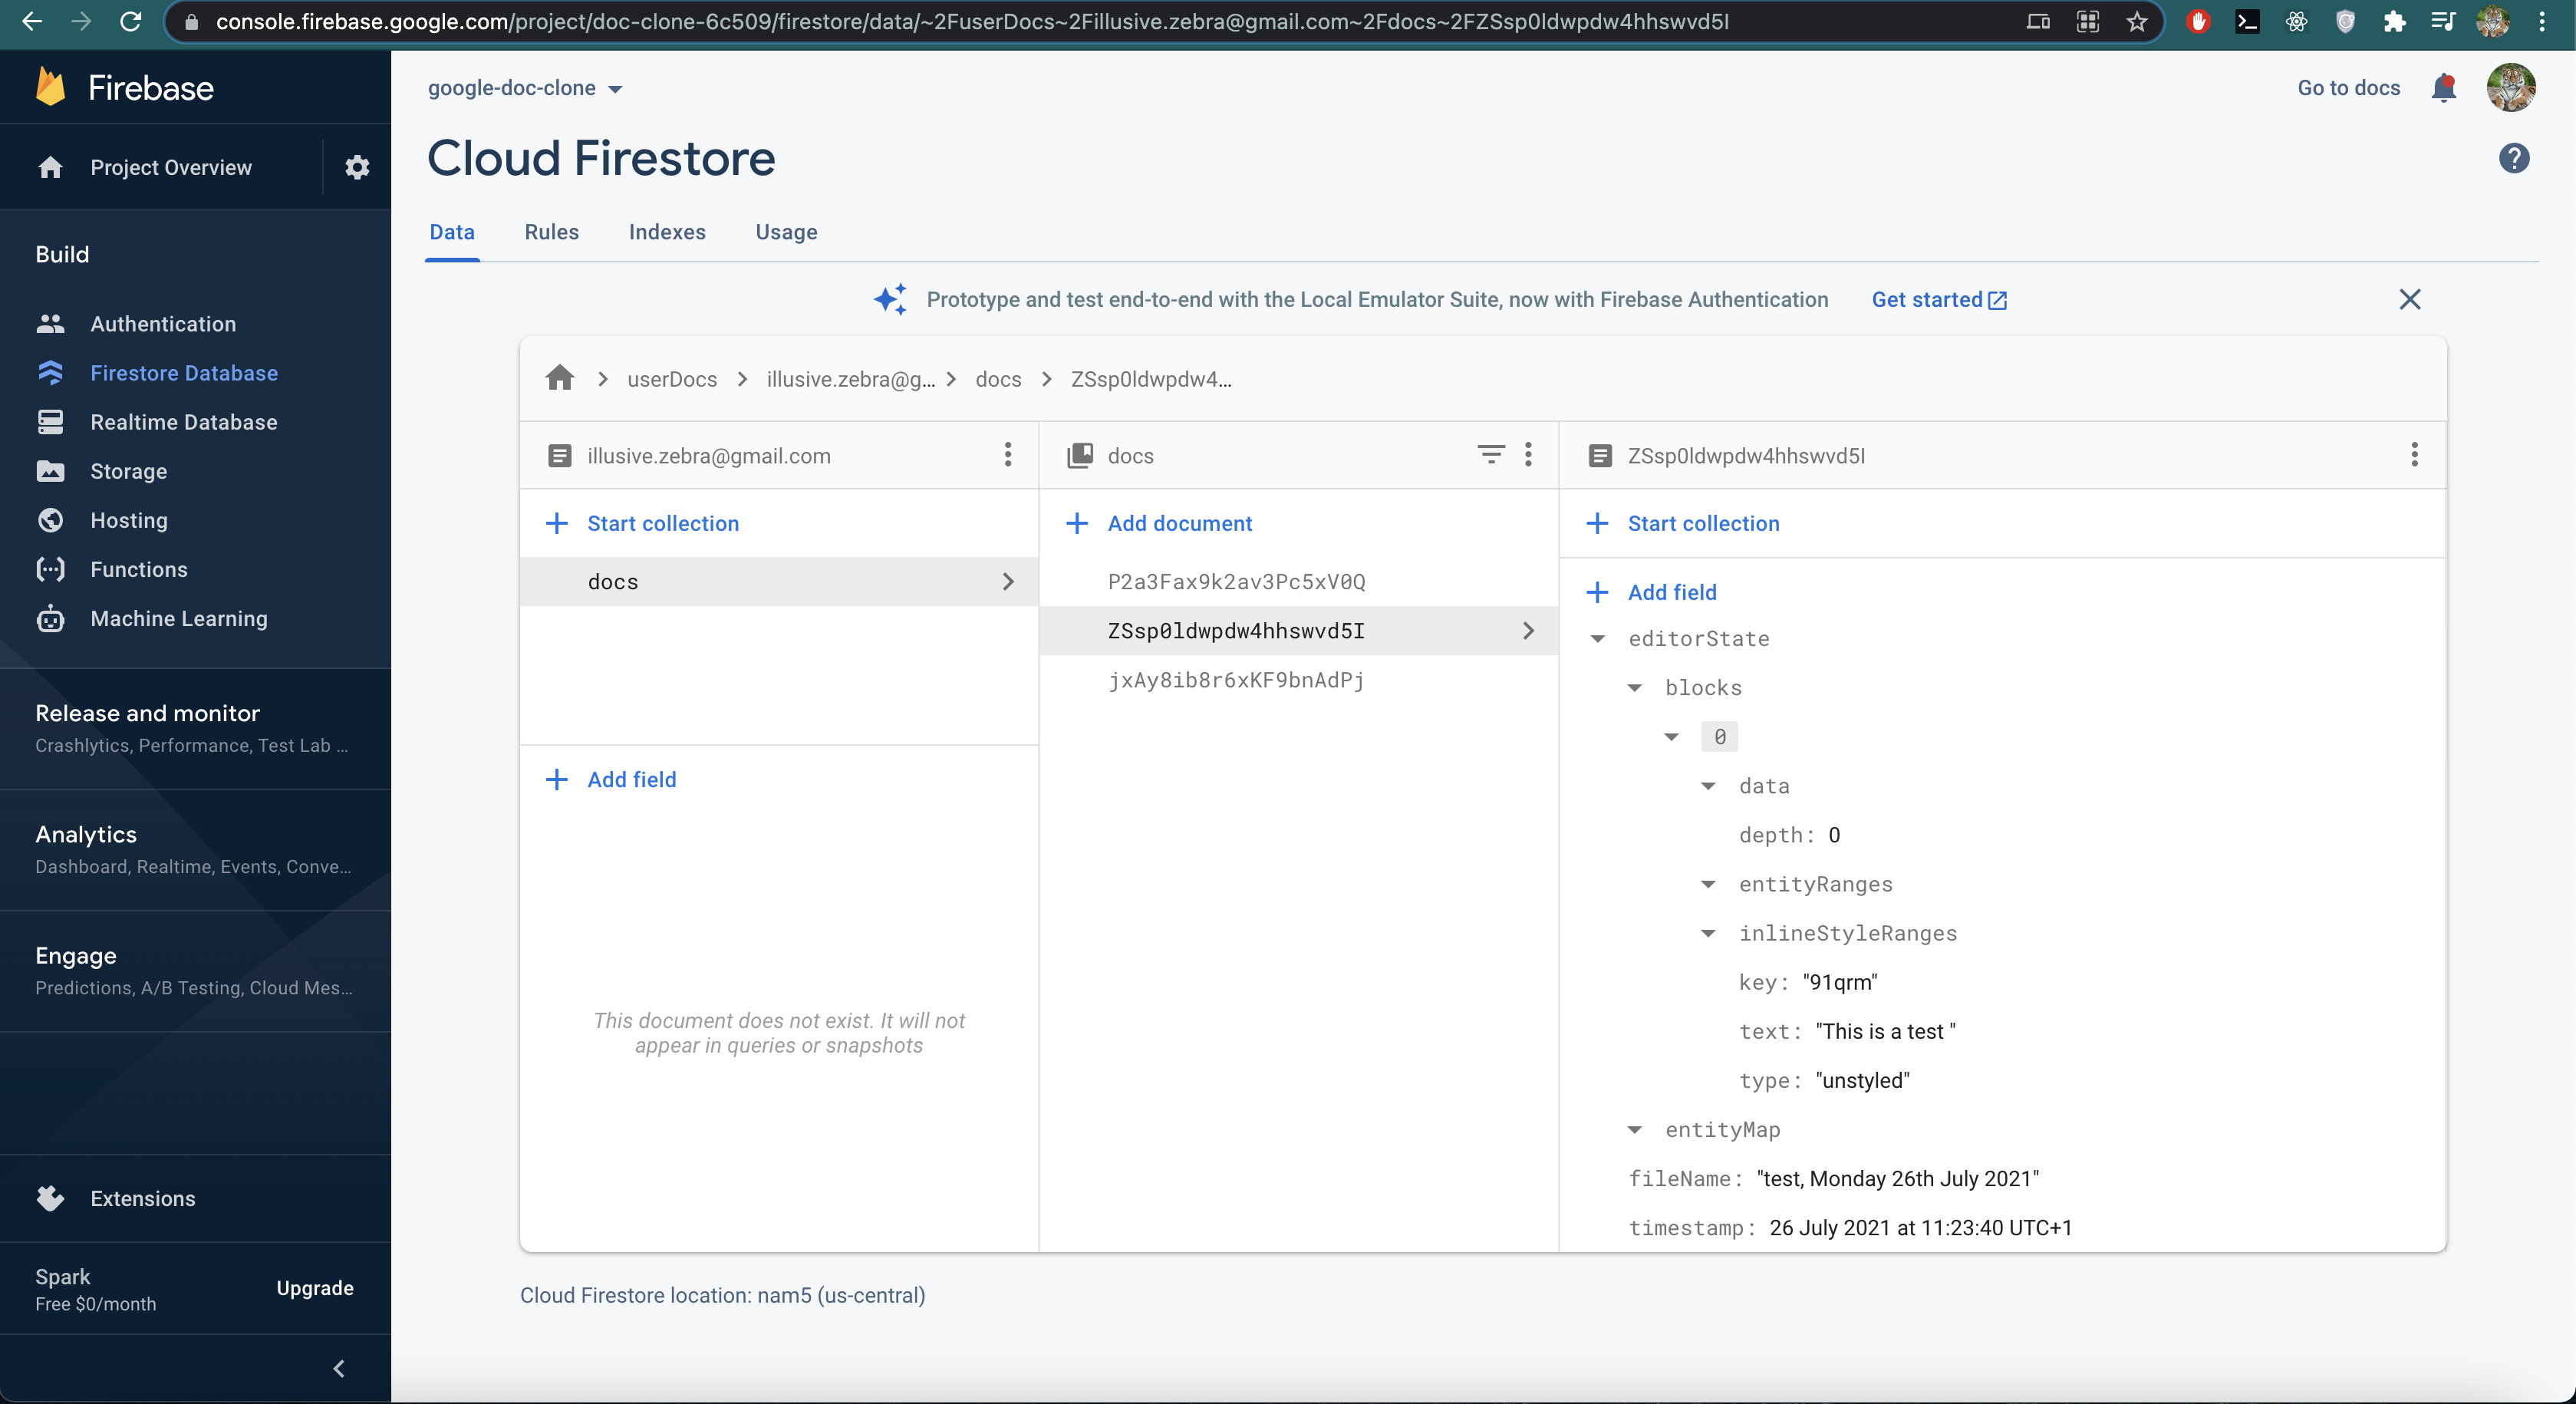 console.firebase.google.com/project/doc-clone-6c509/firestore/data/~2FuserDocs~2Fillusive.zebra@gmail.com~2Fdocs~2FZSsp0ldwpdw4hhswvd5I
Firebase
Project Overview
Build
Authentication
Firestore Database
Realtime Database
Storage
Hosting
Functions
Machine Learning
Release and monitor
Crashlytics, Performance, Test Lab ...
Analytics
Dashboard, Realtime, Events, Conve...
Engage
Predictions, A/B Testing, Cloud Mes...
Extensions
Spark
Free $0/month
Upgrade
google-doc-clone
Go to docs
Cloud Firestore
Data Rules Indexes Usage
Prototype and test end-to-end with the Local Emulator Suite, now with Firebase Authentication Get started
userDocs illusive.zebra@g... docs ZSsp0ldwpdw4...
illusive.zebra@gmail.com
Start collection
docs
Add field
This document does not exist. It will not
appear in queries or snapshots
docs
Add document
P2a3Fax9k2av3Pc5xV0Q
ZSsp0ldwpdw4hhswvd5I
jxAy8ib8r6xKF9bnAdPj
ZSsp0ldwpdw4hhswvd5I
Start collection
Add field
editorState
blocks
0
data
depth: 0
entityRanges
inlineStyleRanges
key: "91qrm"
text: "This is a test "
type: "unstyled"
entityMap
fileName: "test, Monday 26th July 2021"
timestamp: 26 July 2021 at 11:23:40 UTC+1
Cloud Firestore location: nam5 (us-central)